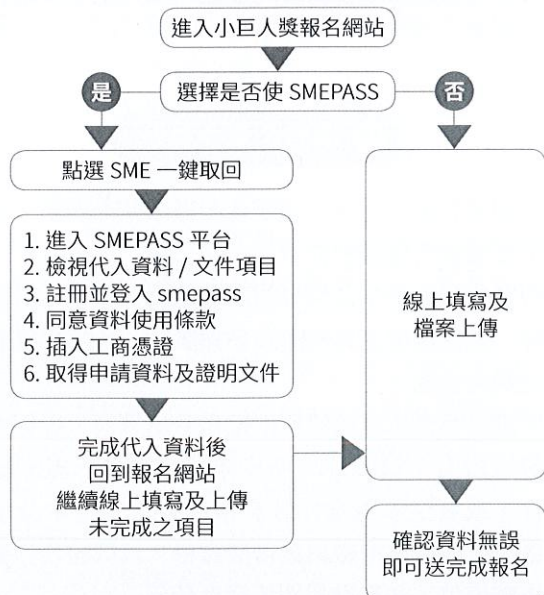 進入小巨人獎報名網站
是
選擇是否使 SMEPASS
否
點選 SME 一鍵取回
1. 進入 SMEPASS 平台
2. 檢視代入資料 / 文件項目
3. 註冊並登入 smepass
4. 同意資料使用條款
5. 插入工商憑證
6. 取得申請資料及證明文件
線上填寫及
檔案上傳
完成代入資料後
回到報名網站
繼續線上填寫及上傳
未完成之項目
確認資料無誤
即可送完成報名